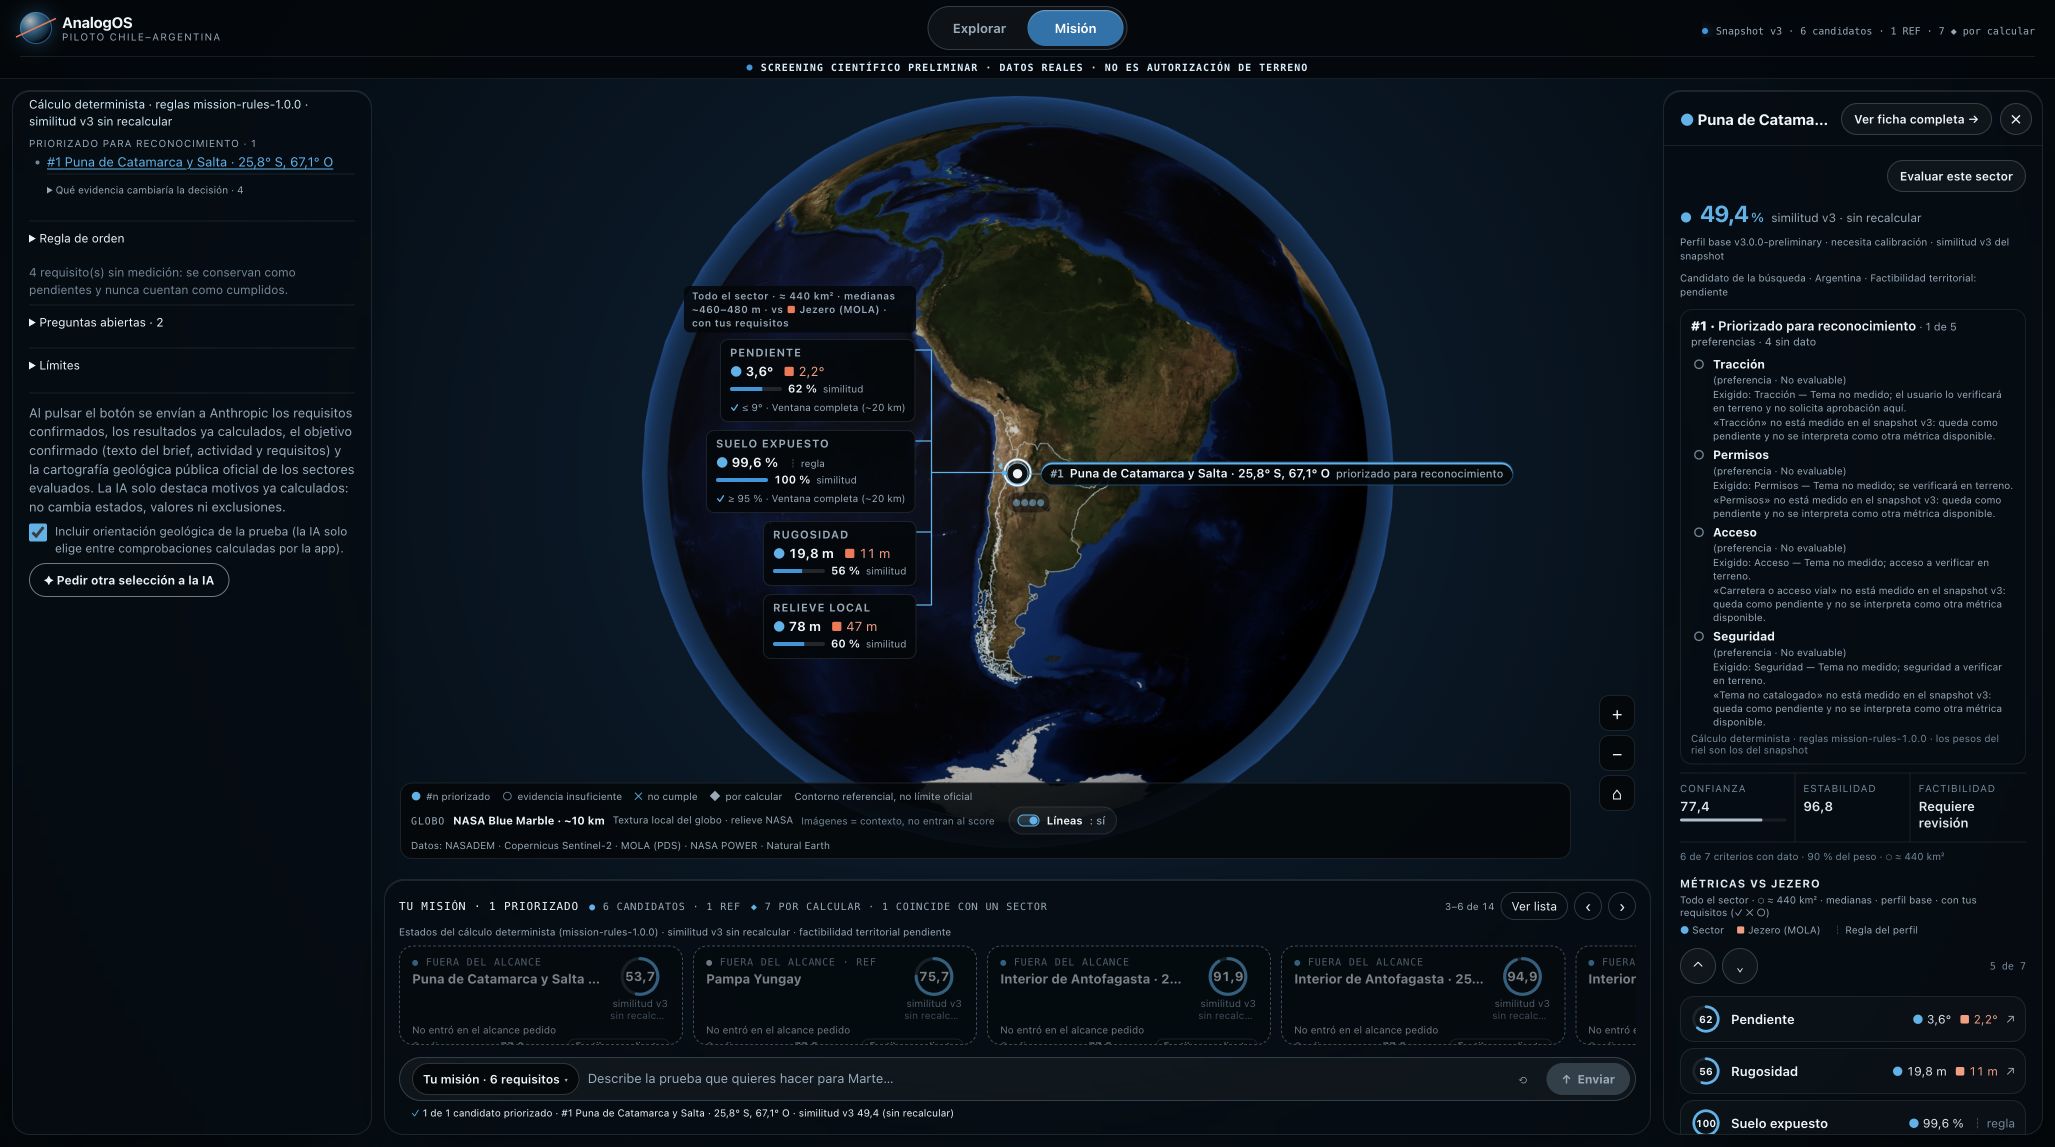 AnalogOS
PILOTO CHILE–ARGENTINA
Explorar
Misión
Snapshot v3 · 6 candidatos · 1 REF · 7 ◆ por calcular
SCREENING CIENTÍFICO PRELIMINAR · DATOS REALES · NO ES AUTORIZACIÓN DE TERRENO
Cálculo determinista · reglas mission-rules-1.0.0 ·
similitud v3 sin recalcular
PRIORIZADO PARA RECONOCIMIENTO · 1
#1 Puna de Catamarca y Salta · 25,8° S, 67,1° O
Qué evidencia cambiaría la decisión · 4
Regla de orden
4 requisito(s) sin medición: se conservan como
pendientes y nunca cuentan como cumplidos.
Preguntas abiertas · 2
Límites
Al pulsar el botón se envían a Anthropic los requisitos
confirmados, los resultados ya calculados, el objetivo
confirmado (texto del brief, actividad y requisitos) y
la cartografía geológica pública oficial de los sectores
evaluados. La IA solo destaca motivos ya calculados:
no cambia estados, valores ni exclusiones.
Incluir orientación geológica de la prueba (la IA solo
elige entre comprobaciones calculadas por la app).
✦ Pedir otra selección a la IA
Todo el sector · ≈ 440 km² · medianas
~460–480 m · vs Jezero (MOLA) ·
con tus requisitos
PENDIENTE
3,6° 2,2°
62 % similitud
✓ ≤ 9° · Ventana completa (~20 km)
SUELO EXPUESTO
99,6 % regla
100 % similitud
✓ ≥ 95 % · Ventana completa (~20 km)
RUGOSIDAD
19,8 m 11 m
56 % similitud
RELIEVE LOCAL
78 m 47 m
60 % similitud
#1 Puna de Catamarca y Salta · 25,8° S, 67,1° O priorizado para reconocimiento
+
−
#n priorizado evidencia insuficiente no cumple por calcular Contorno referencial, no límite oficial
GLOBO NASA Blue Marble · ~10 km Textura local del globo · relieve NASA Imágenes = contexto, no entran al score Líneas : sí
Datos: NASADEM · Copernicus Sentinel-2 · MOLA (PDS) · NASA POWER · Natural Earth
TU MISIÓN · 1 PRIORIZADO 6 CANDIDATOS · 1 REF 7 POR CALCULAR · 1 COINCIDE CON UN SECTOR
3–6 de 14 Ver lista ‹ ›
Estados del cálculo determinista (mission-rules-1.0.0) · similitud v3 sin recalcular · factibilidad territorial pendiente
FUERA DEL ALCANCE
Puna de Catamarca y Salta ...
53,7
similitud v3
sin recalc...
No entró en el alcance pedido
FUERA DEL ALCANCE · REF
Pampa Yungay
75,7
similitud v3
sin recalc...
No entró en el alcance pedido
FUERA DEL ALCANCE
Interior de Antofagasta · 2...
91,9
similitud v3
sin recalc...
No entró en el alcance pedido
FUERA DEL ALCANCE
Interior de Antofagasta · 25...
94,9
similitud v3
sin recalc...
No entró en el alcance pedido
FUERA
Interior
No entró e
Tu misión · 6 requisitos
Describe la prueba que quieres hacer para Marte...
↑ Enviar
✓ 1 de 1 candidato priorizado · #1 Puna de Catamarca y Salta · 25,8° S, 67,1° O · similitud v3 49,4 (sin recalcular)
Puna de Catama... Ver ficha completa → ✕
Evaluar este sector
49,4 % similitud v3 · sin recalcular
Perfil base v3.0.0-preliminary · necesita calibración · similitud v3 del
snapshot
Candidato de la búsqueda · Argentina · Factibilidad territorial:
pendiente
#1 · Priorizado para reconocimiento · 1 de 5
preferencias · 4 sin dato
Tracción
(preferencia · No evaluable)
Exigido: Tracción — Tema no medido; el usuario lo verificará
en terreno y no solicita aprobación aquí.
«Tracción» no está medido en el snapshot v3: queda como
pendiente y no se interpreta como otra métrica disponible.
Permisos
(preferencia · No evaluable)
Exigido: Permisos — Tema no medido; se verificará en terreno.
«Permisos» no está medido en el snapshot v3: queda como
pendiente y no se interpreta como otra métrica disponible.
Acceso
(preferencia · No evaluable)
Exigido: Acceso — Tema no medido; acceso a verificar en
terreno.
«Carretera o acceso vial» no está medido en el snapshot v3:
queda como pendiente y no se interpreta como otra métrica
disponible.
Seguridad
(preferencia · No evaluable)
Exigido: Seguridad — Tema no medido; seguridad a verificar
en terreno.
«Tema no catalogado» no está medido en el snapshot v3:
queda como pendiente y no se interpreta como otra métrica
disponible.
Cálculo determinista · reglas mission-rules-1.0.0 · los pesos del
riel son los del snapshot
CONFIANZA
77,4
ESTABILIDAD
96,8
FACTIBILIDAD
Requiere
revisión
6 de 7 criterios con dato · 90 % del peso · ○ ≈ 440 km²
MÉTRICAS VS JEZERO
Todo el sector · ○ ≈ 440 km² · medianas · perfil base · con tus
requisitos (✓ ✕ ○)
Sector Jezero (MOLA) Regla del perfil
5 de 7
62 Pendiente 3,6° 2,2° ↗
56 Rugosidad 19,8 m 11 m ↗
100 Suelo expuesto 99,6 % regla